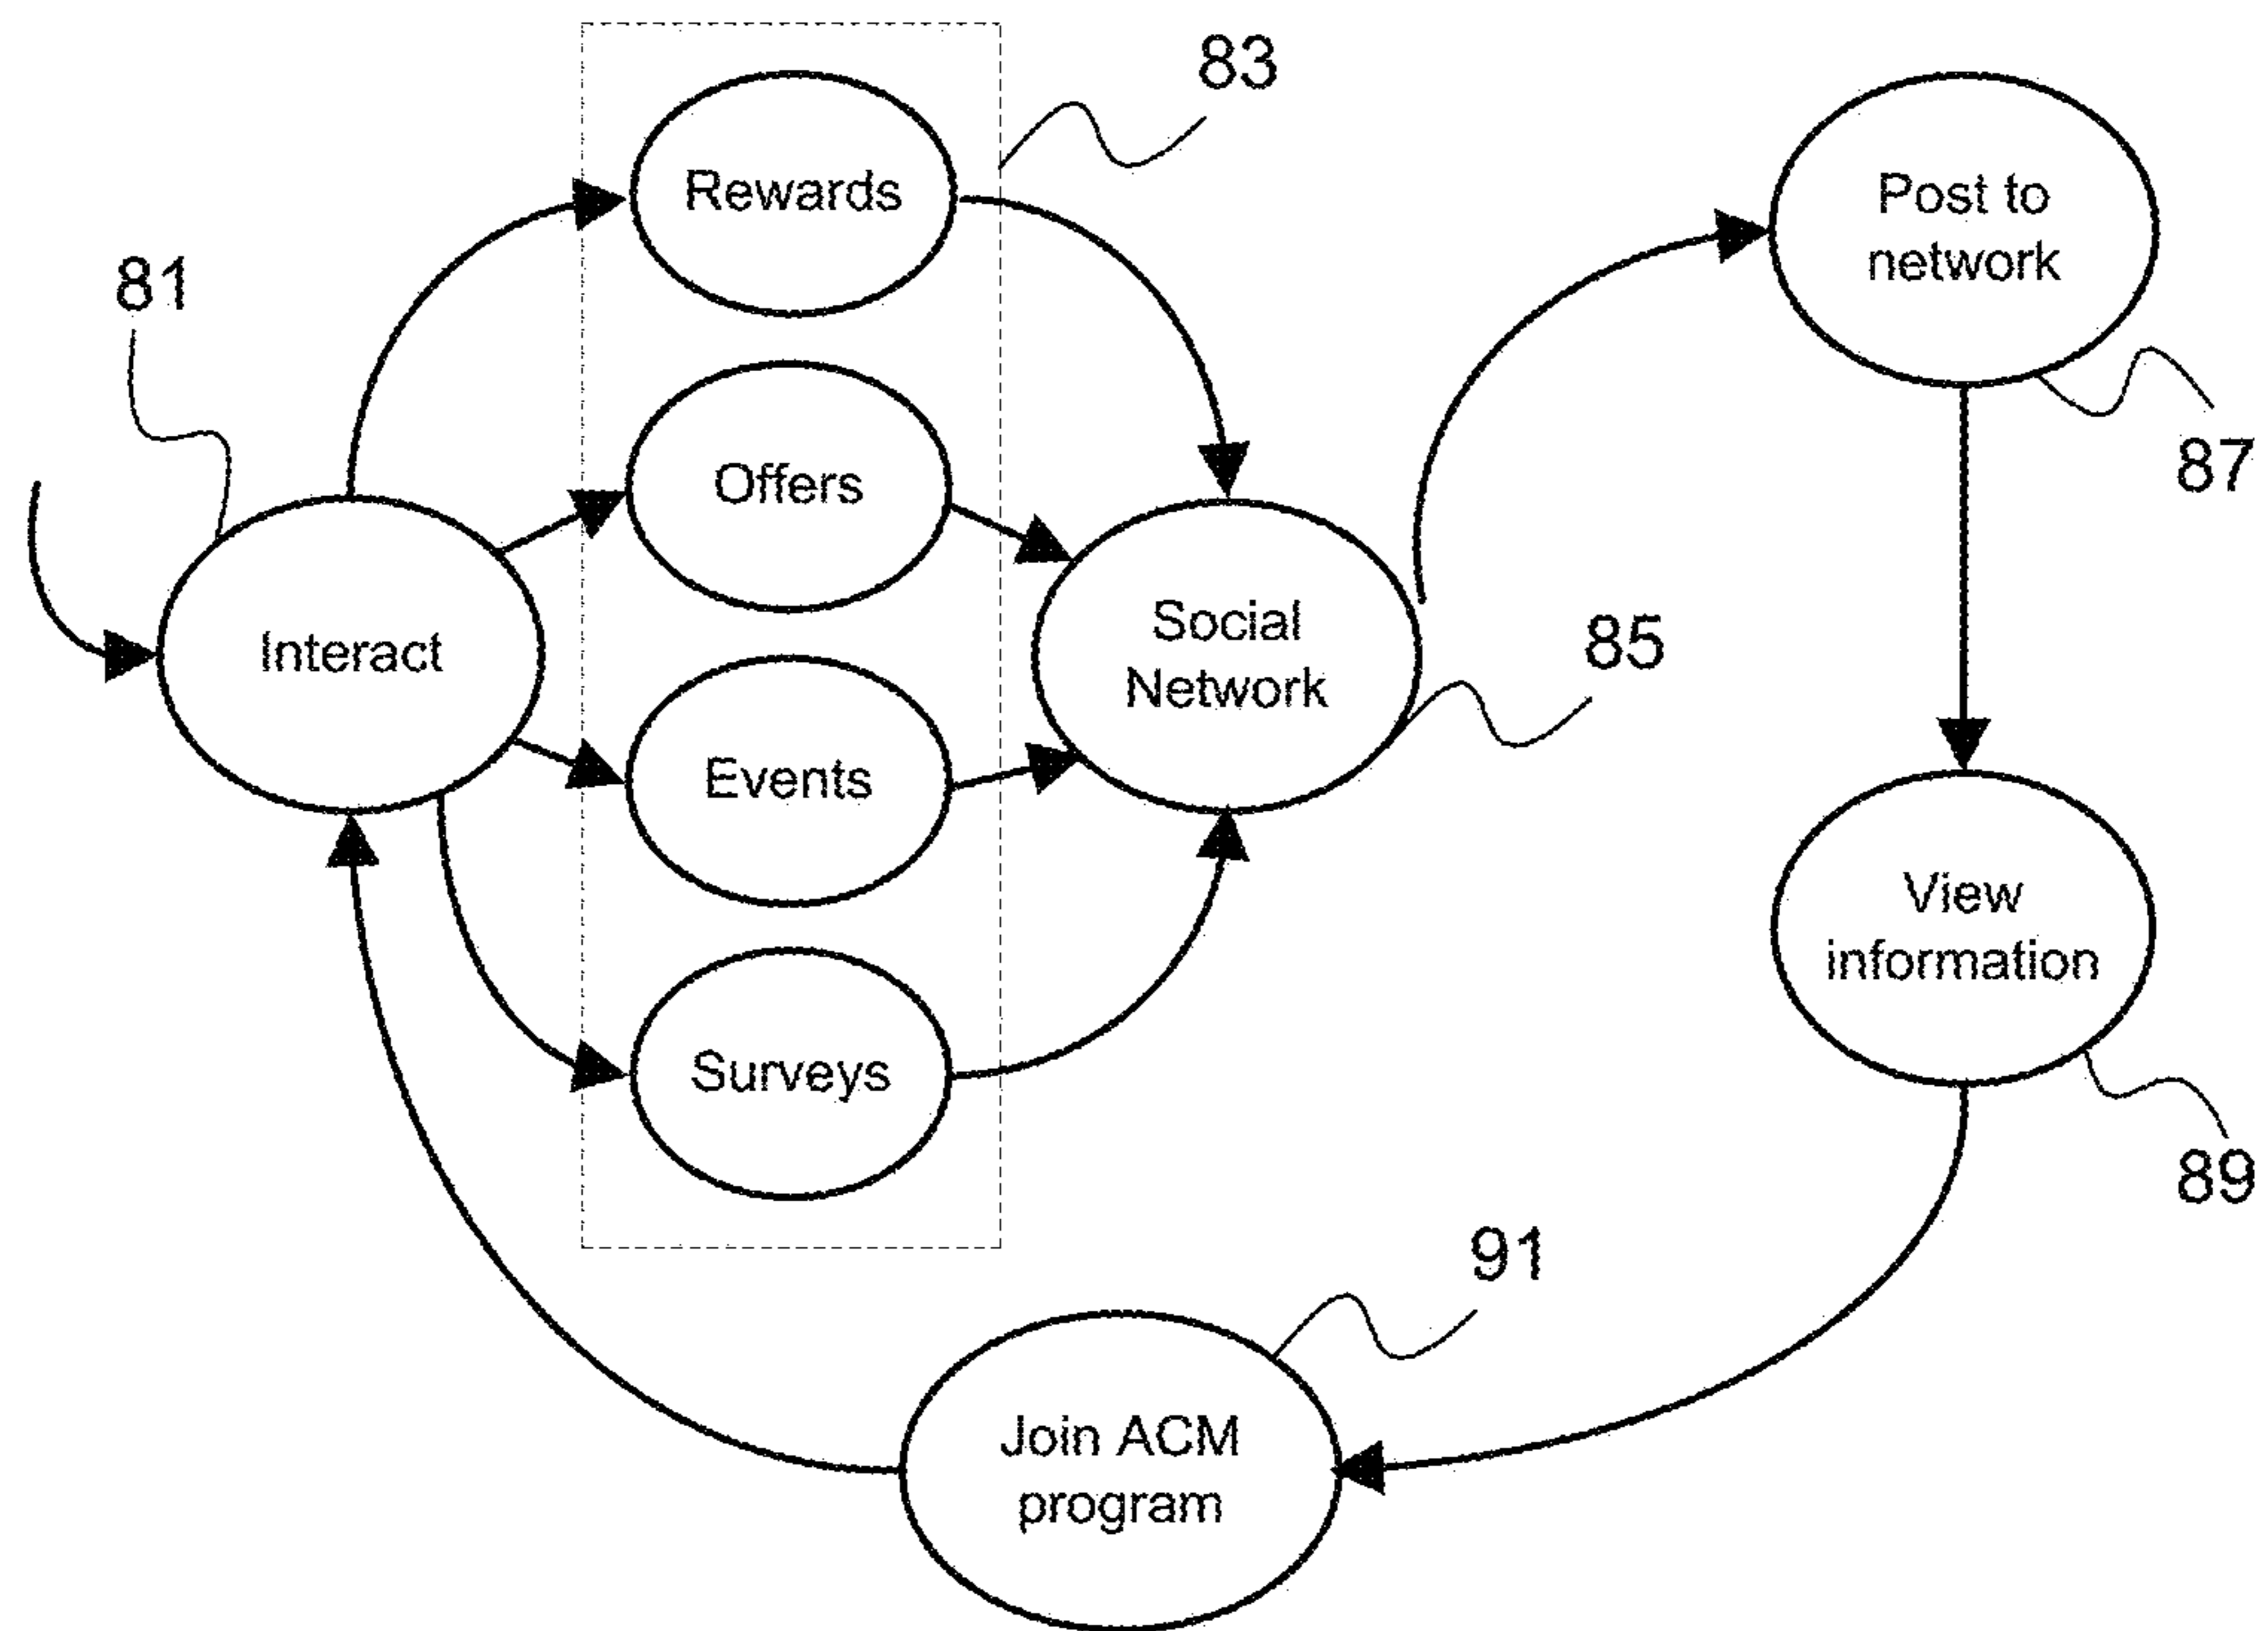 83
Rewards
Post to
network
81
87
Offers
Social
Network
85
Interact
Events
View
information
Surveys
89
91
Join ACM
program